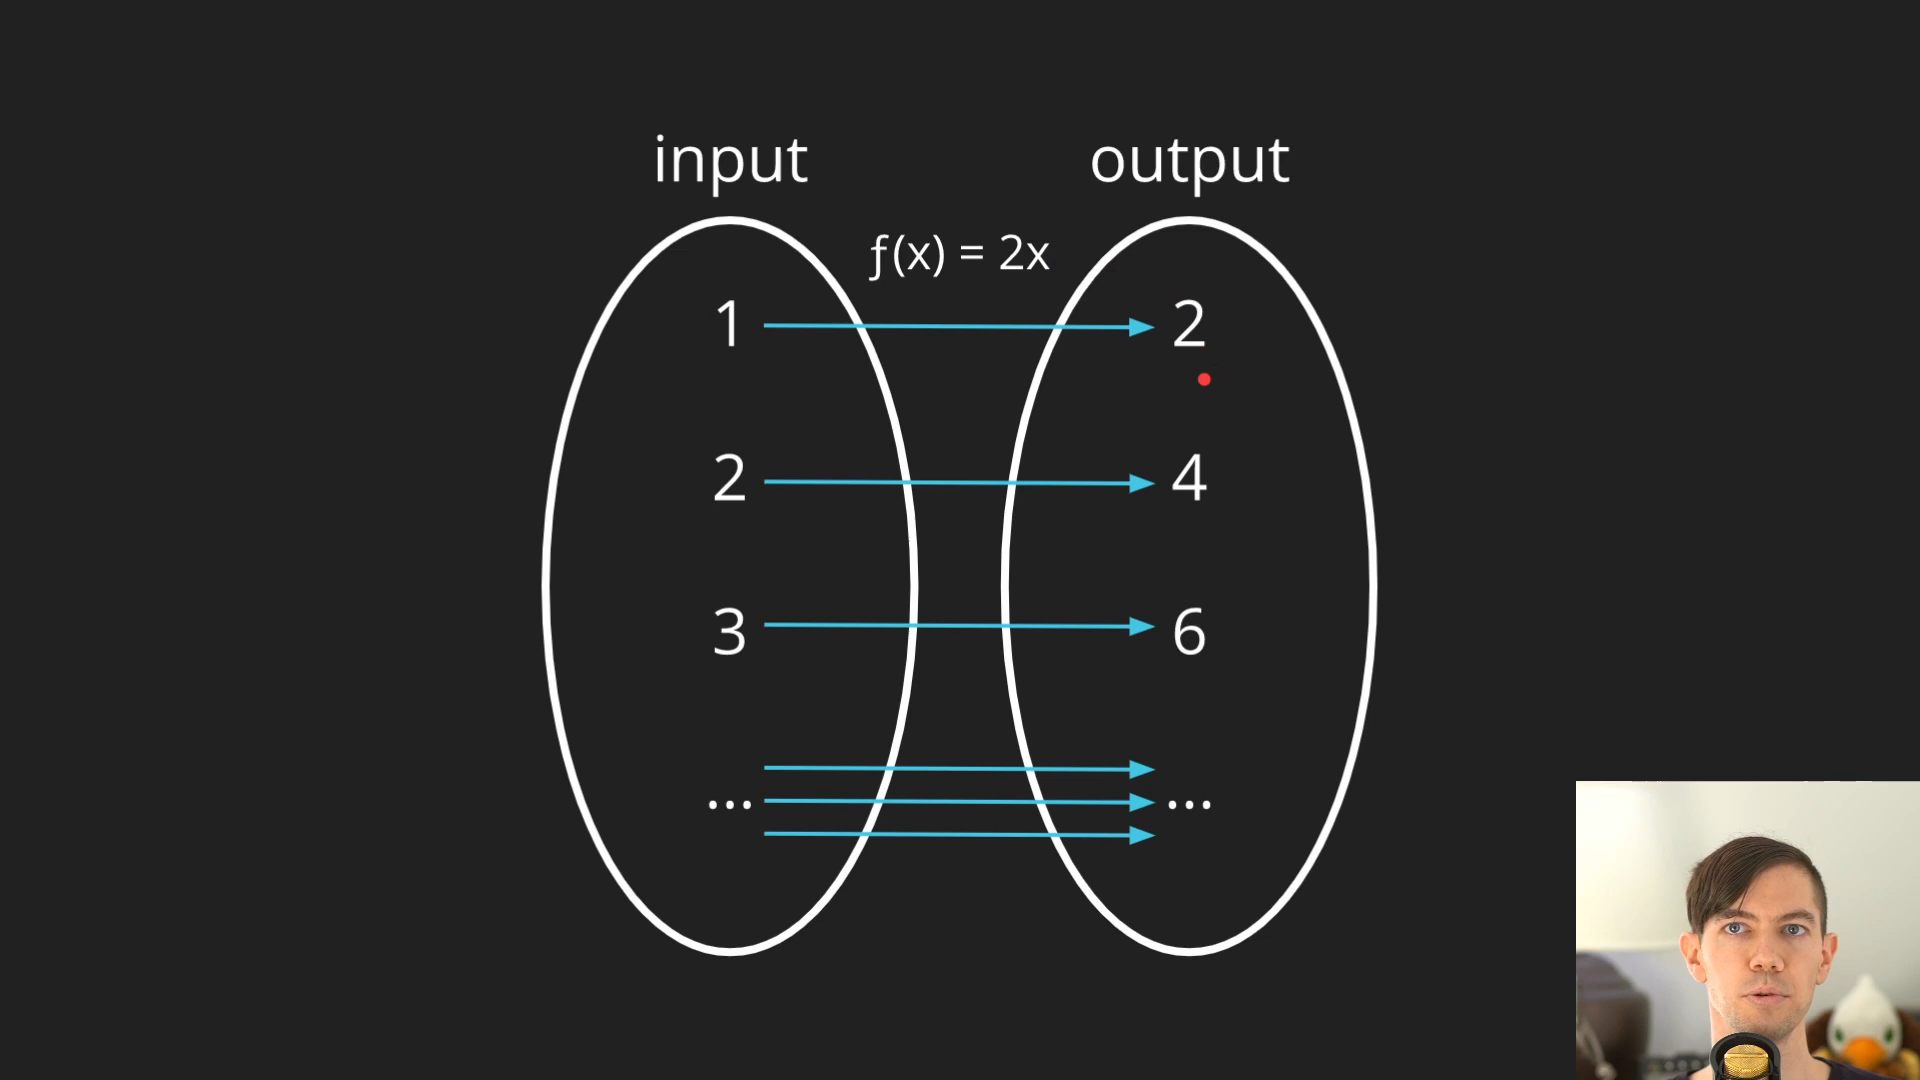 input output
ƒ(x) = 2x
1 2
2 4
3 6
... ...